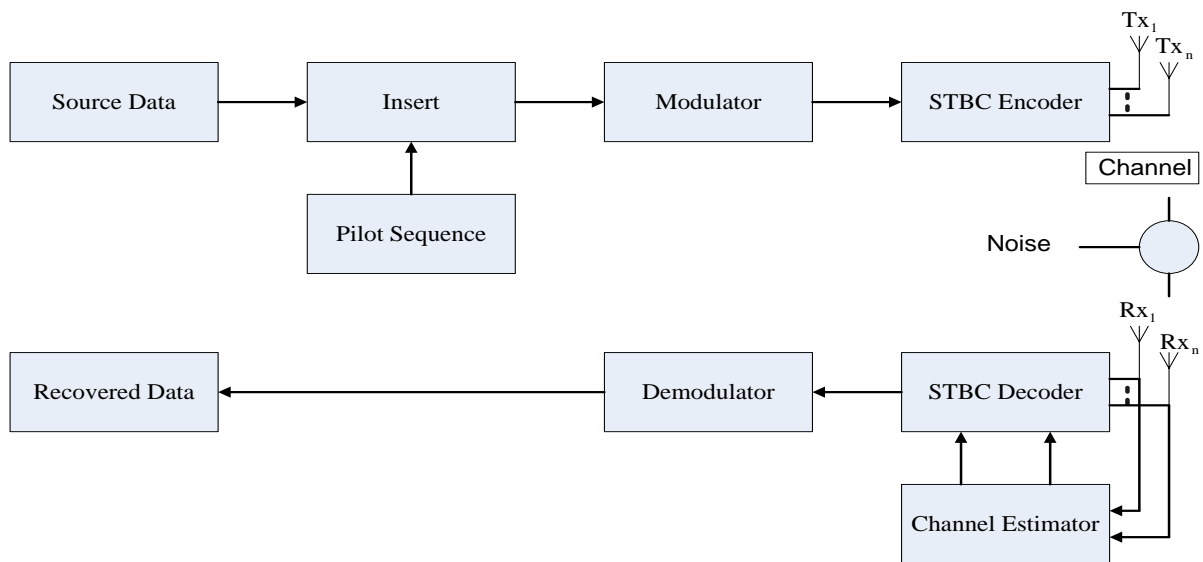 Tx1
Txn
Source Data
Insert
Modulator
STBC Encoder
Channel
Pilot Sequence
Noise
Rx1
Rxn
Recovered Data
Demodulator
STBC Decoder
Channel Estimator